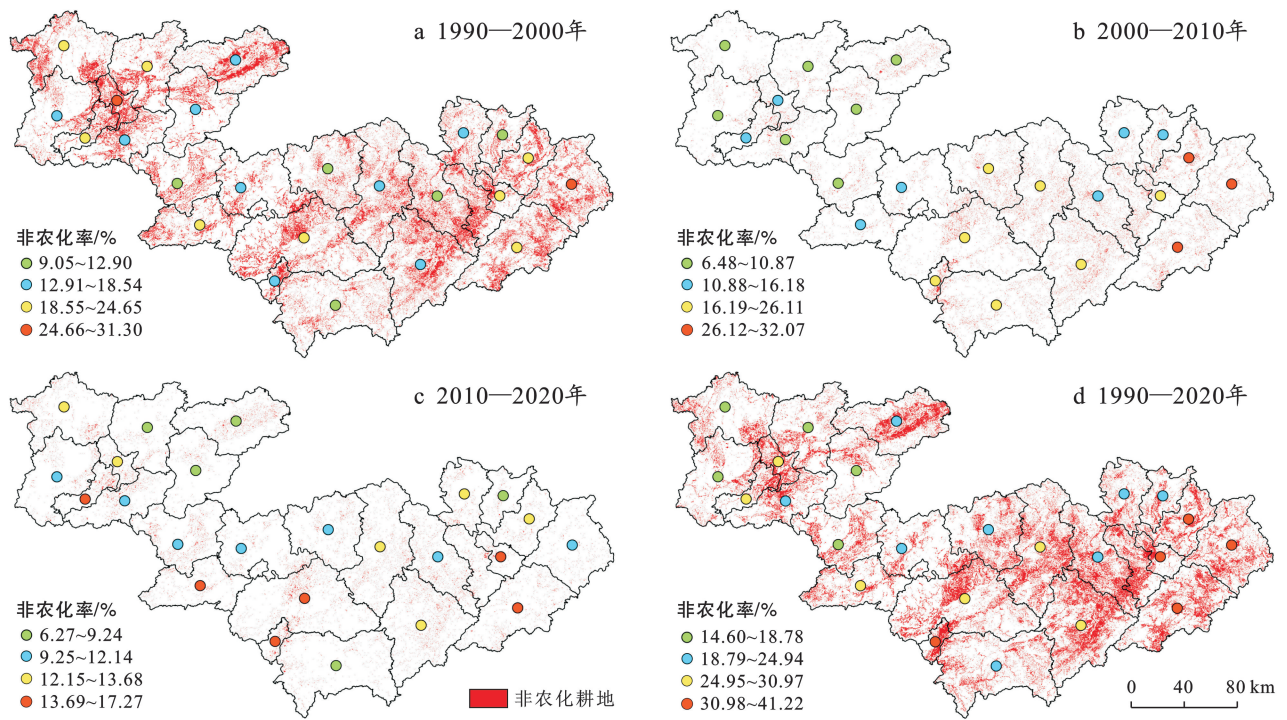 a 1990—2000年
非农化率/%
9.05~12.90
12.91~18.54
18.55~24.65
24.66~31.30
b 2000—2010年
非农化率/%
6.48~10.87
10.88~16.18
16.19~26.11
26.12~32.07
c 2010—2020年
非农化率/%
6.27~9.24
9.25~12.14
12.15~13.68
13.69~17.27
非农化耕地
d 1990—2020年
非农化率/%
14.60~18.78
18.79~24.94
24.95~30.97
30.98~41.22
0 40 80 km